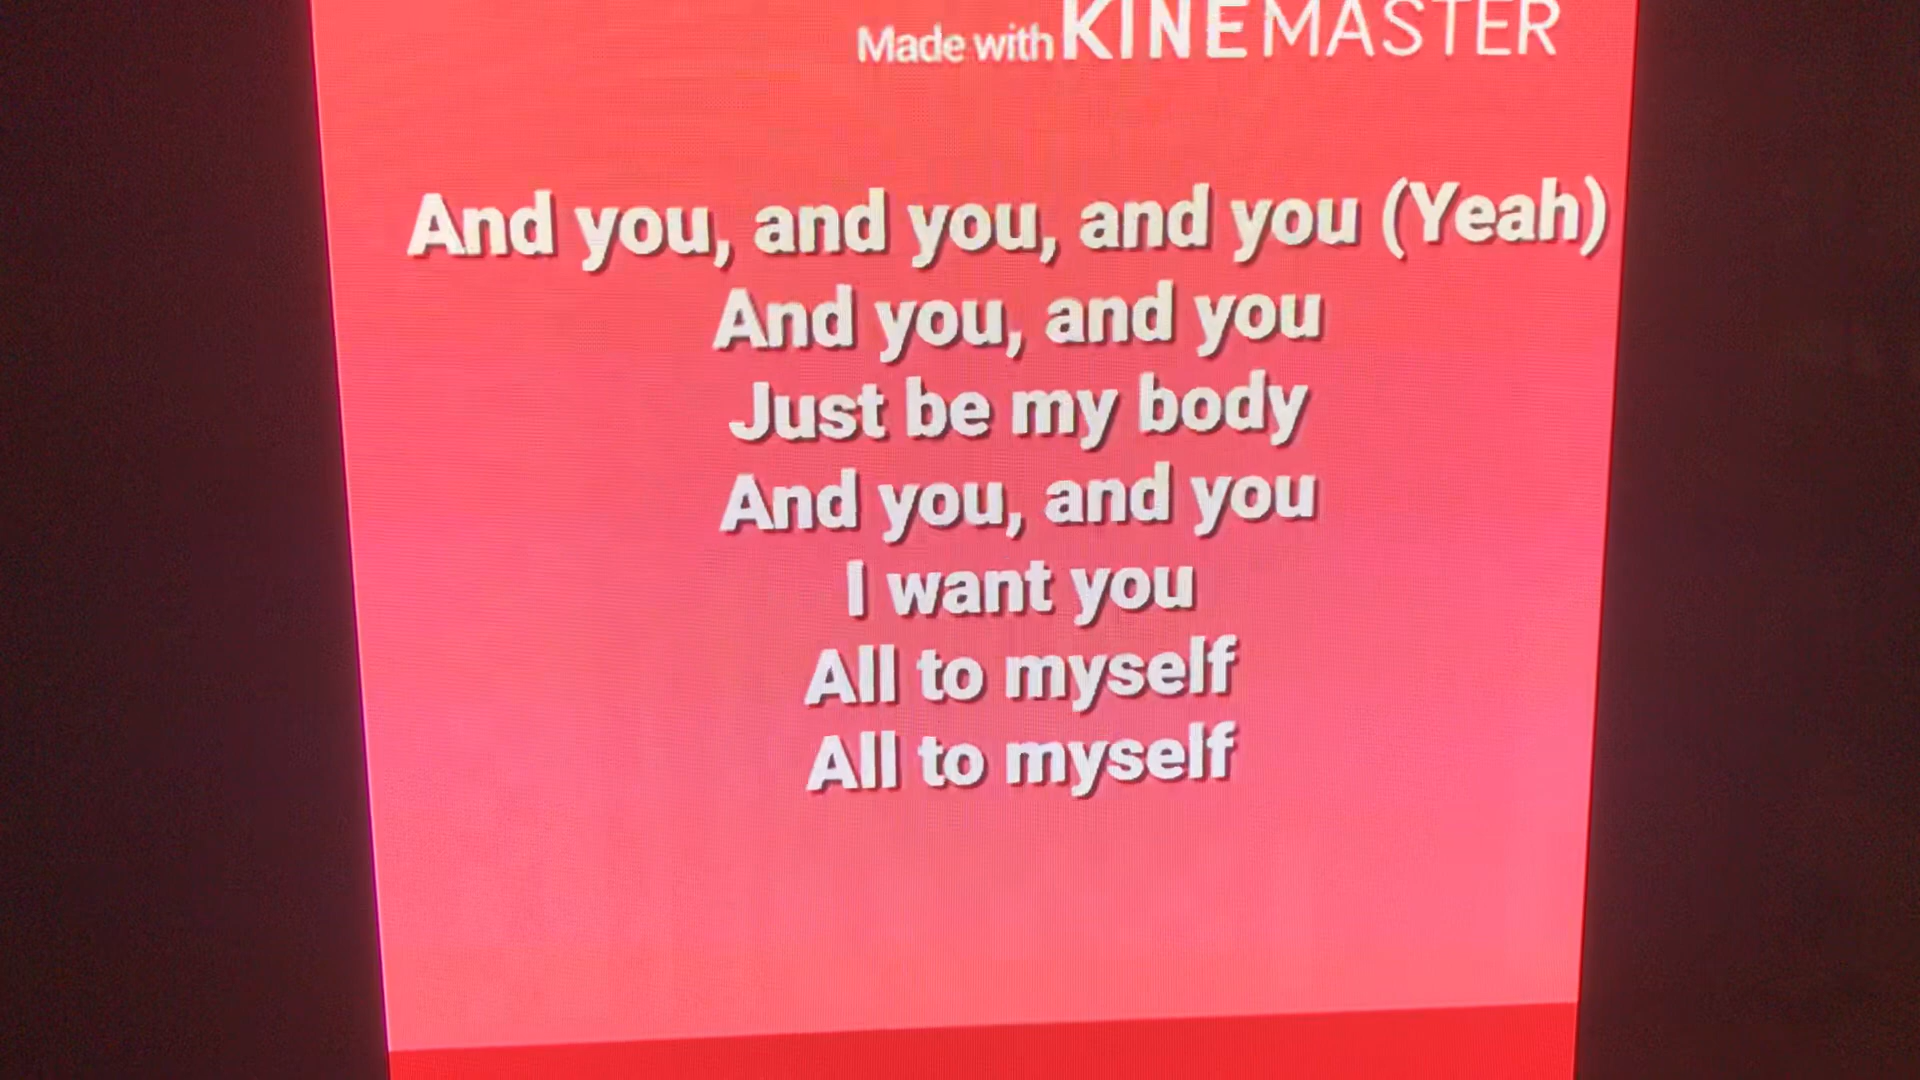 Made with KINEMASTER
And you, and you, and you (Yeah)
And you, and you
Just be my body
And you, and you
I want you
All to myself
All to myself